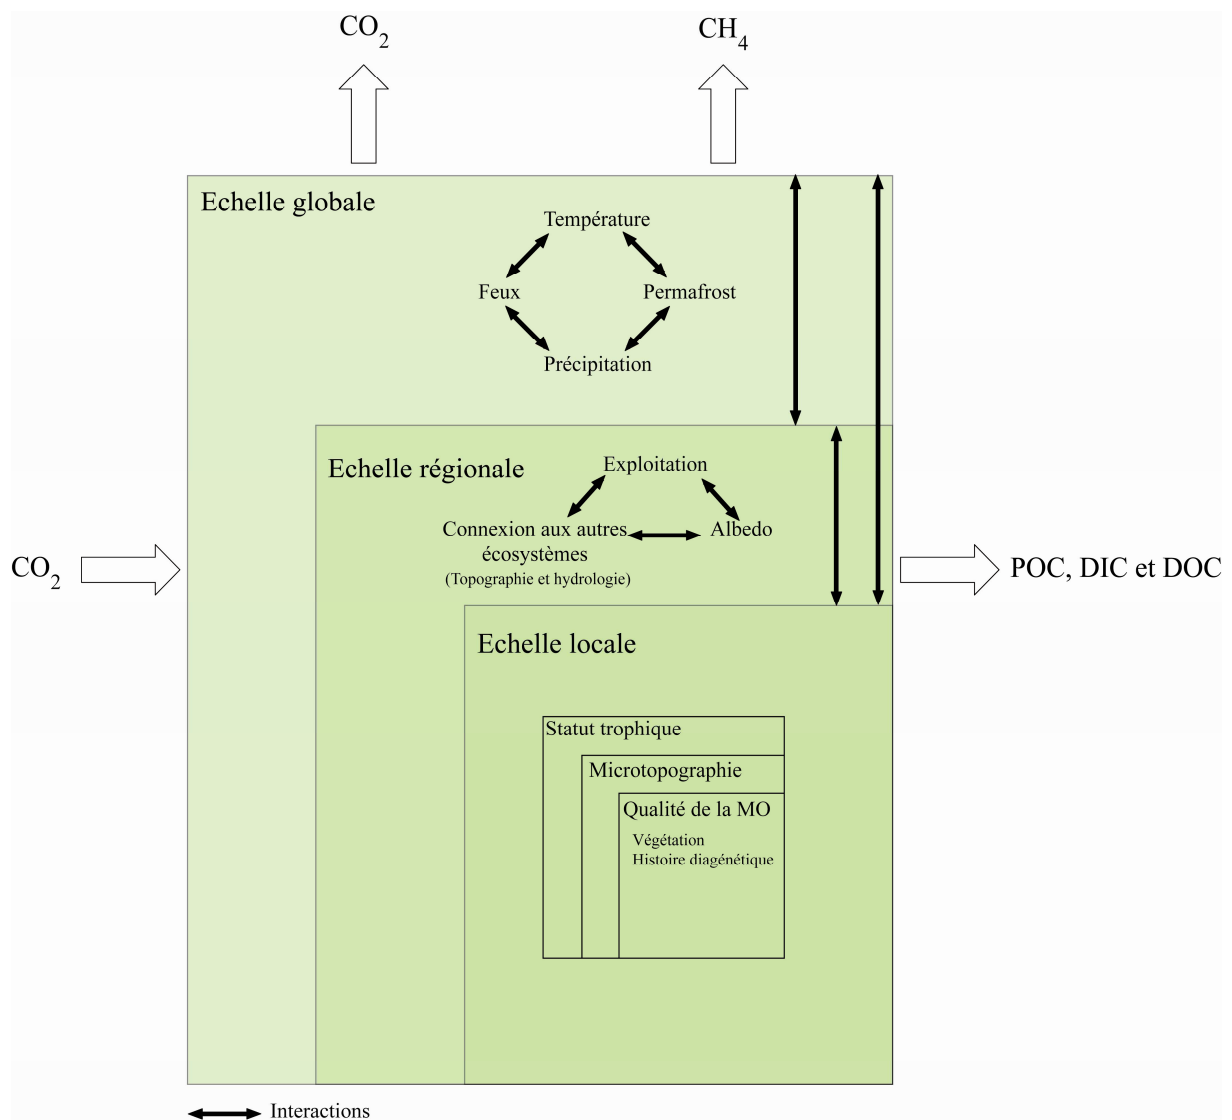 CO2
CH4
Echelle globale
Température
Feux
Permafrost
Précipitation
Echelle régionale
Exploitation
Connexion aux autres
écosystèmes
(Topographie et hydrologie)
Albedo
CO2
POC, DIC et DOC
Echelle locale
Statut trophique
Microtopographie
Qualité de la MO
Végétation
Histoire diagénétique
Interactions